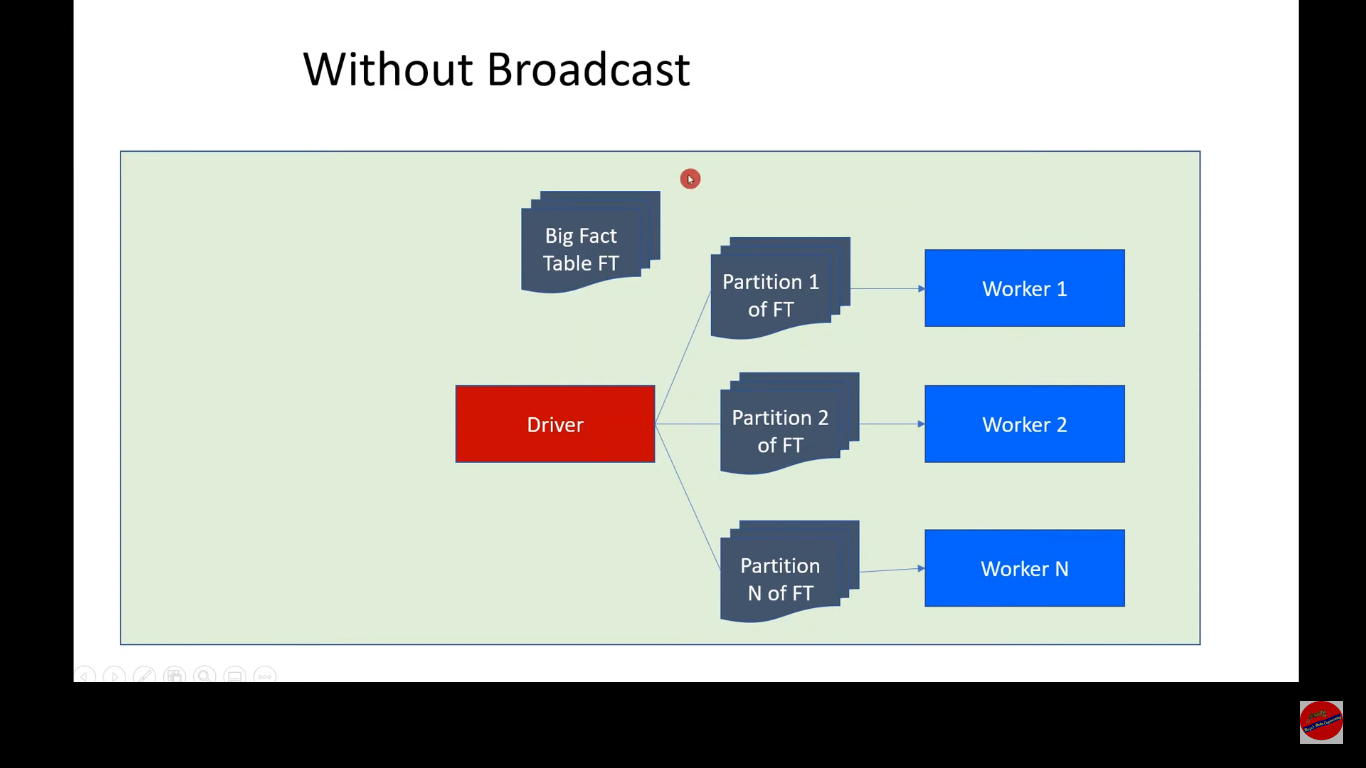 Without Broadcast
Big Fact
Table FT
Partition 1
of FT
Worker 1
Driver
Partition 2
of FT
Worker 2
Partition
N of FT
Worker N